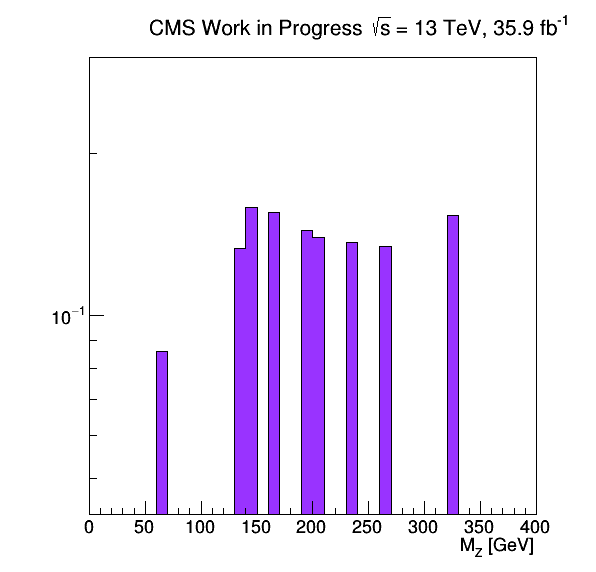 CMS Work in Progress √s = 13 TeV, 35.9 fb⁻¹
10⁻¹
0 50 100 150 200 250 300 350 400
M_Z [GeV]